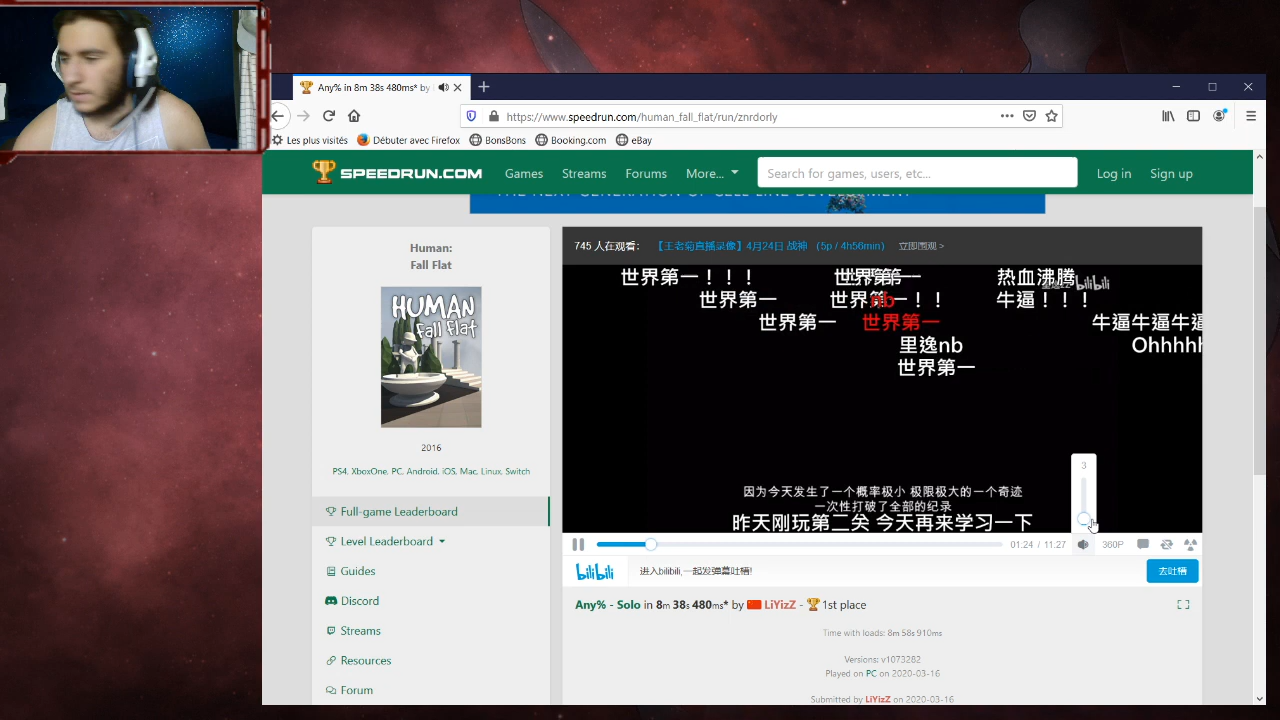 Any% in 8m 38s 480ms* by
https://www.speedrun.com/human_fall_flat/run/znrdorly
Les plus visités
Débuter avec Firefox
BonsBons
Booking.com
eBay
SPEEDRUN.COM
Games
Streams
Forums
More...
Search for games, users, etc...
Log in
Sign up
THE NEXT GENERATION OF CELL LINE DEVELOPMENT
Human:
Fall Flat
HUMAN
fall flat
2016
PS4, XboxOne, PC, Android, iOS, Mac, Linux, Switch
Full-game Leaderboard
Level Leaderboard
Guides
Discord
Streams
Resources
Forum
745 人在观看: 【王老菊直播录像】4月24日 战神 (5p / 4h56min) 立即围观 >
世界第一！！！
世界第一
热血沸腾
bilibili
世界第一
世界第一！！
nb
牛逼！！！
世界第一
世界第一
牛逼牛逼牛逼
里逸nb
Ohhhhh
世界第一
3
因为今天发生了一个概率极小 极限极大的一个奇迹
一次性打破了全部的纪录
昨天刚玩第二关 今天再来学习一下
01:24 / 11:27
360P
bilibili
进入bilibili,一起发弹幕吐槽!
去吐槽
Any% - Solo in 8m 38s 480ms* by LiYizZ - 1st place
Time with loads: 8m 58s 910ms
Versions: v1073282
Played on PC on 2020-03-16
Submitted by LiYizZ on 2020-03-16